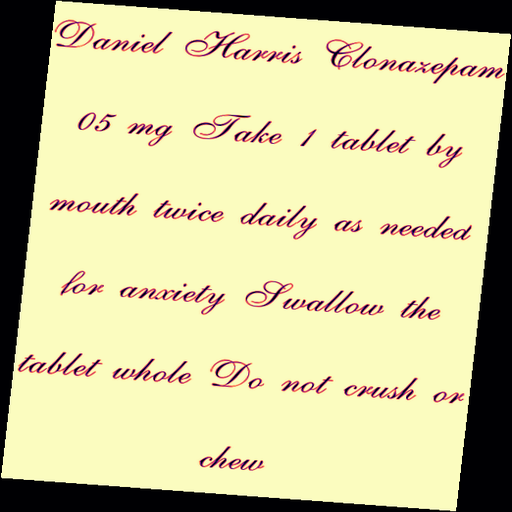 Daniel Harris Clonazepam
05 mg Take 1 tablet by
mouth twice daily as needed
for anxiety Swallow the
tablet whole Do not crush or
chew